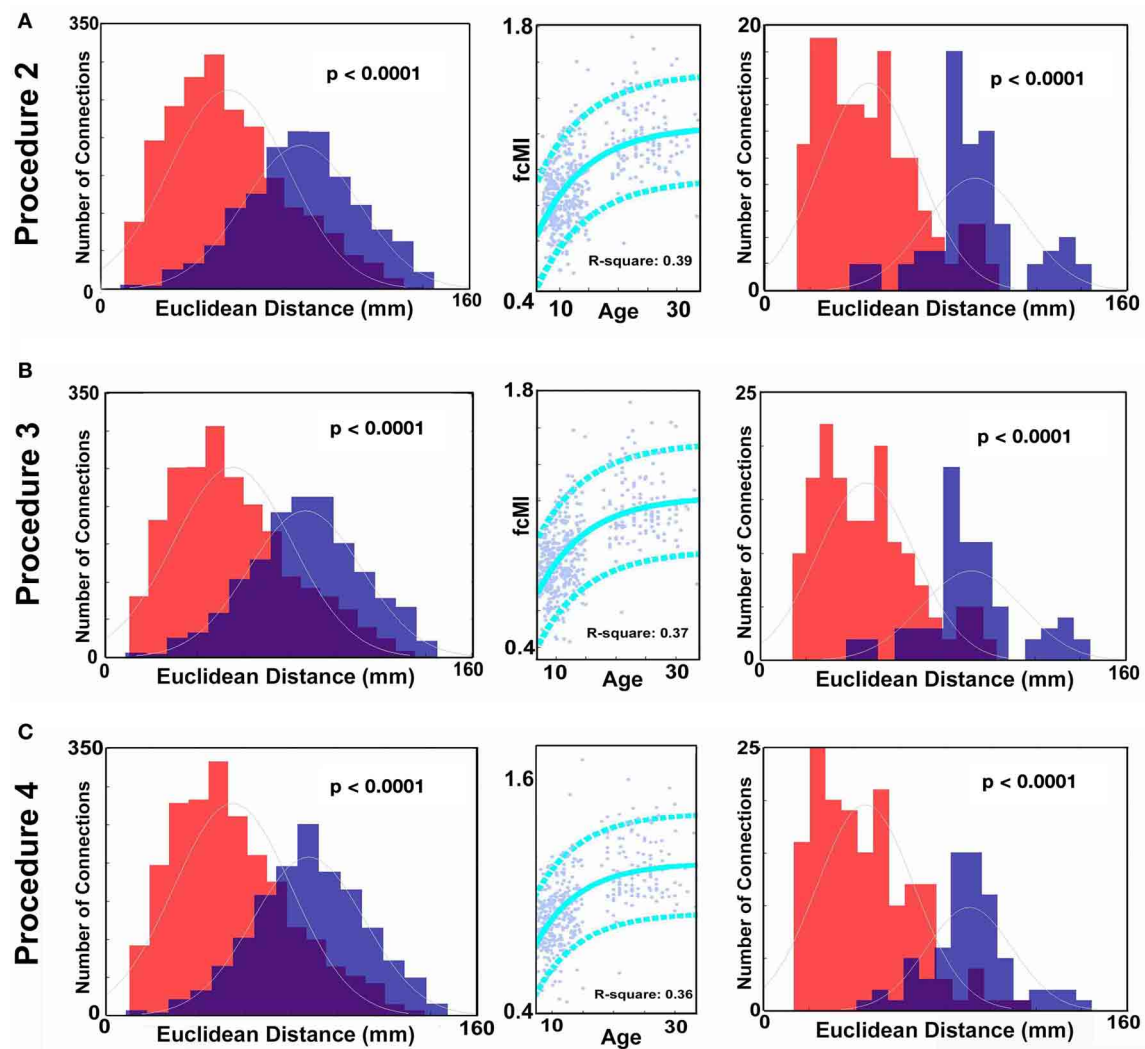 A
Procedure 2
350
Number of Connections
p < 0.0001
0
0
160
Euclidean Distance (mm)
1.8
fcMI
R-square: 0.39
0.4
10
30
Age
20
Number of Connections
p < 0.0001
0
0
160
Euclidean Distance (mm)
B
Procedure 3
350
Number of Connections
p < 0.0001
0
0
160
Euclidean Distance (mm)
1.8
fcMI
R-square: 0.37
0.4
10
30
Age
25
Number of Connections
p < 0.0001
0
0
160
Euclidean Distance (mm)
C
Procedure 4
350
Number of Connections
p < 0.0001
0
0
160
Euclidean Distance (mm)
1.6
R-square: 0.36
0.4
10
30
Age
25
Number of Connections
p < 0.0001
0
0
160
Euclidean Distance (mm)